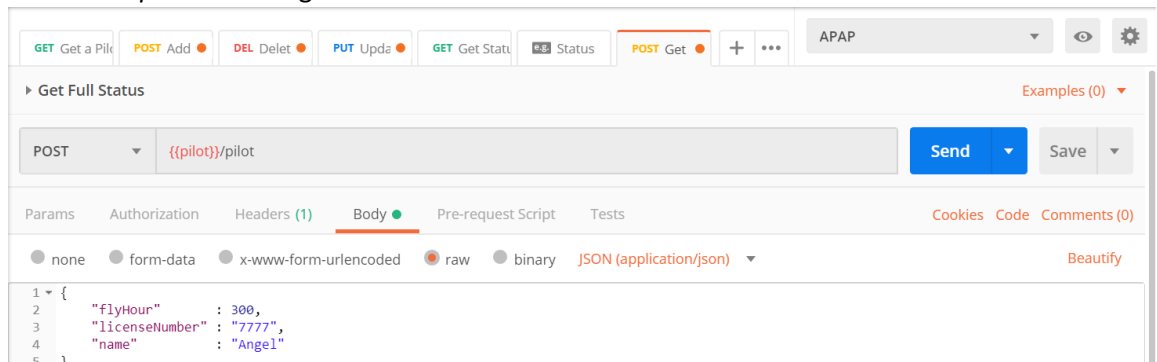 GET Get a Pilo POST Add DEL Delet PUT Upda GET Get Statu e.g. Status POST Get + ••• APAP
Get Full Status Examples (0)
POST {{pilot}}/pilot Send Save
Params Authorization Headers (1) Body Pre-request Script Tests Cookies Code Comments (0)
none form-data x-www-form-urlencoded raw binary JSON (application/json) Beautify
1 {
2 "flyHour" : 300,
3 "licenseNumber" : "7777",
4 "name" : "Angel"
5 }